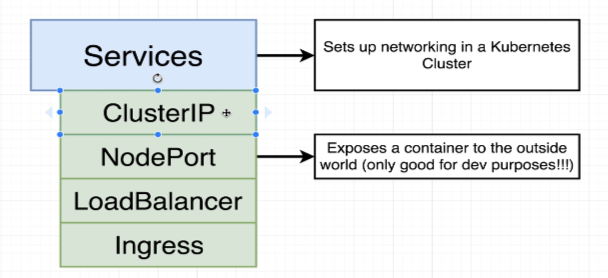 Services
Sets up networking in a Kubernetes
Cluster
ClusterIP
NodePort
Exposes a container to the outside
world (only good for dev purposes!!!)
LoadBalancer
Ingress